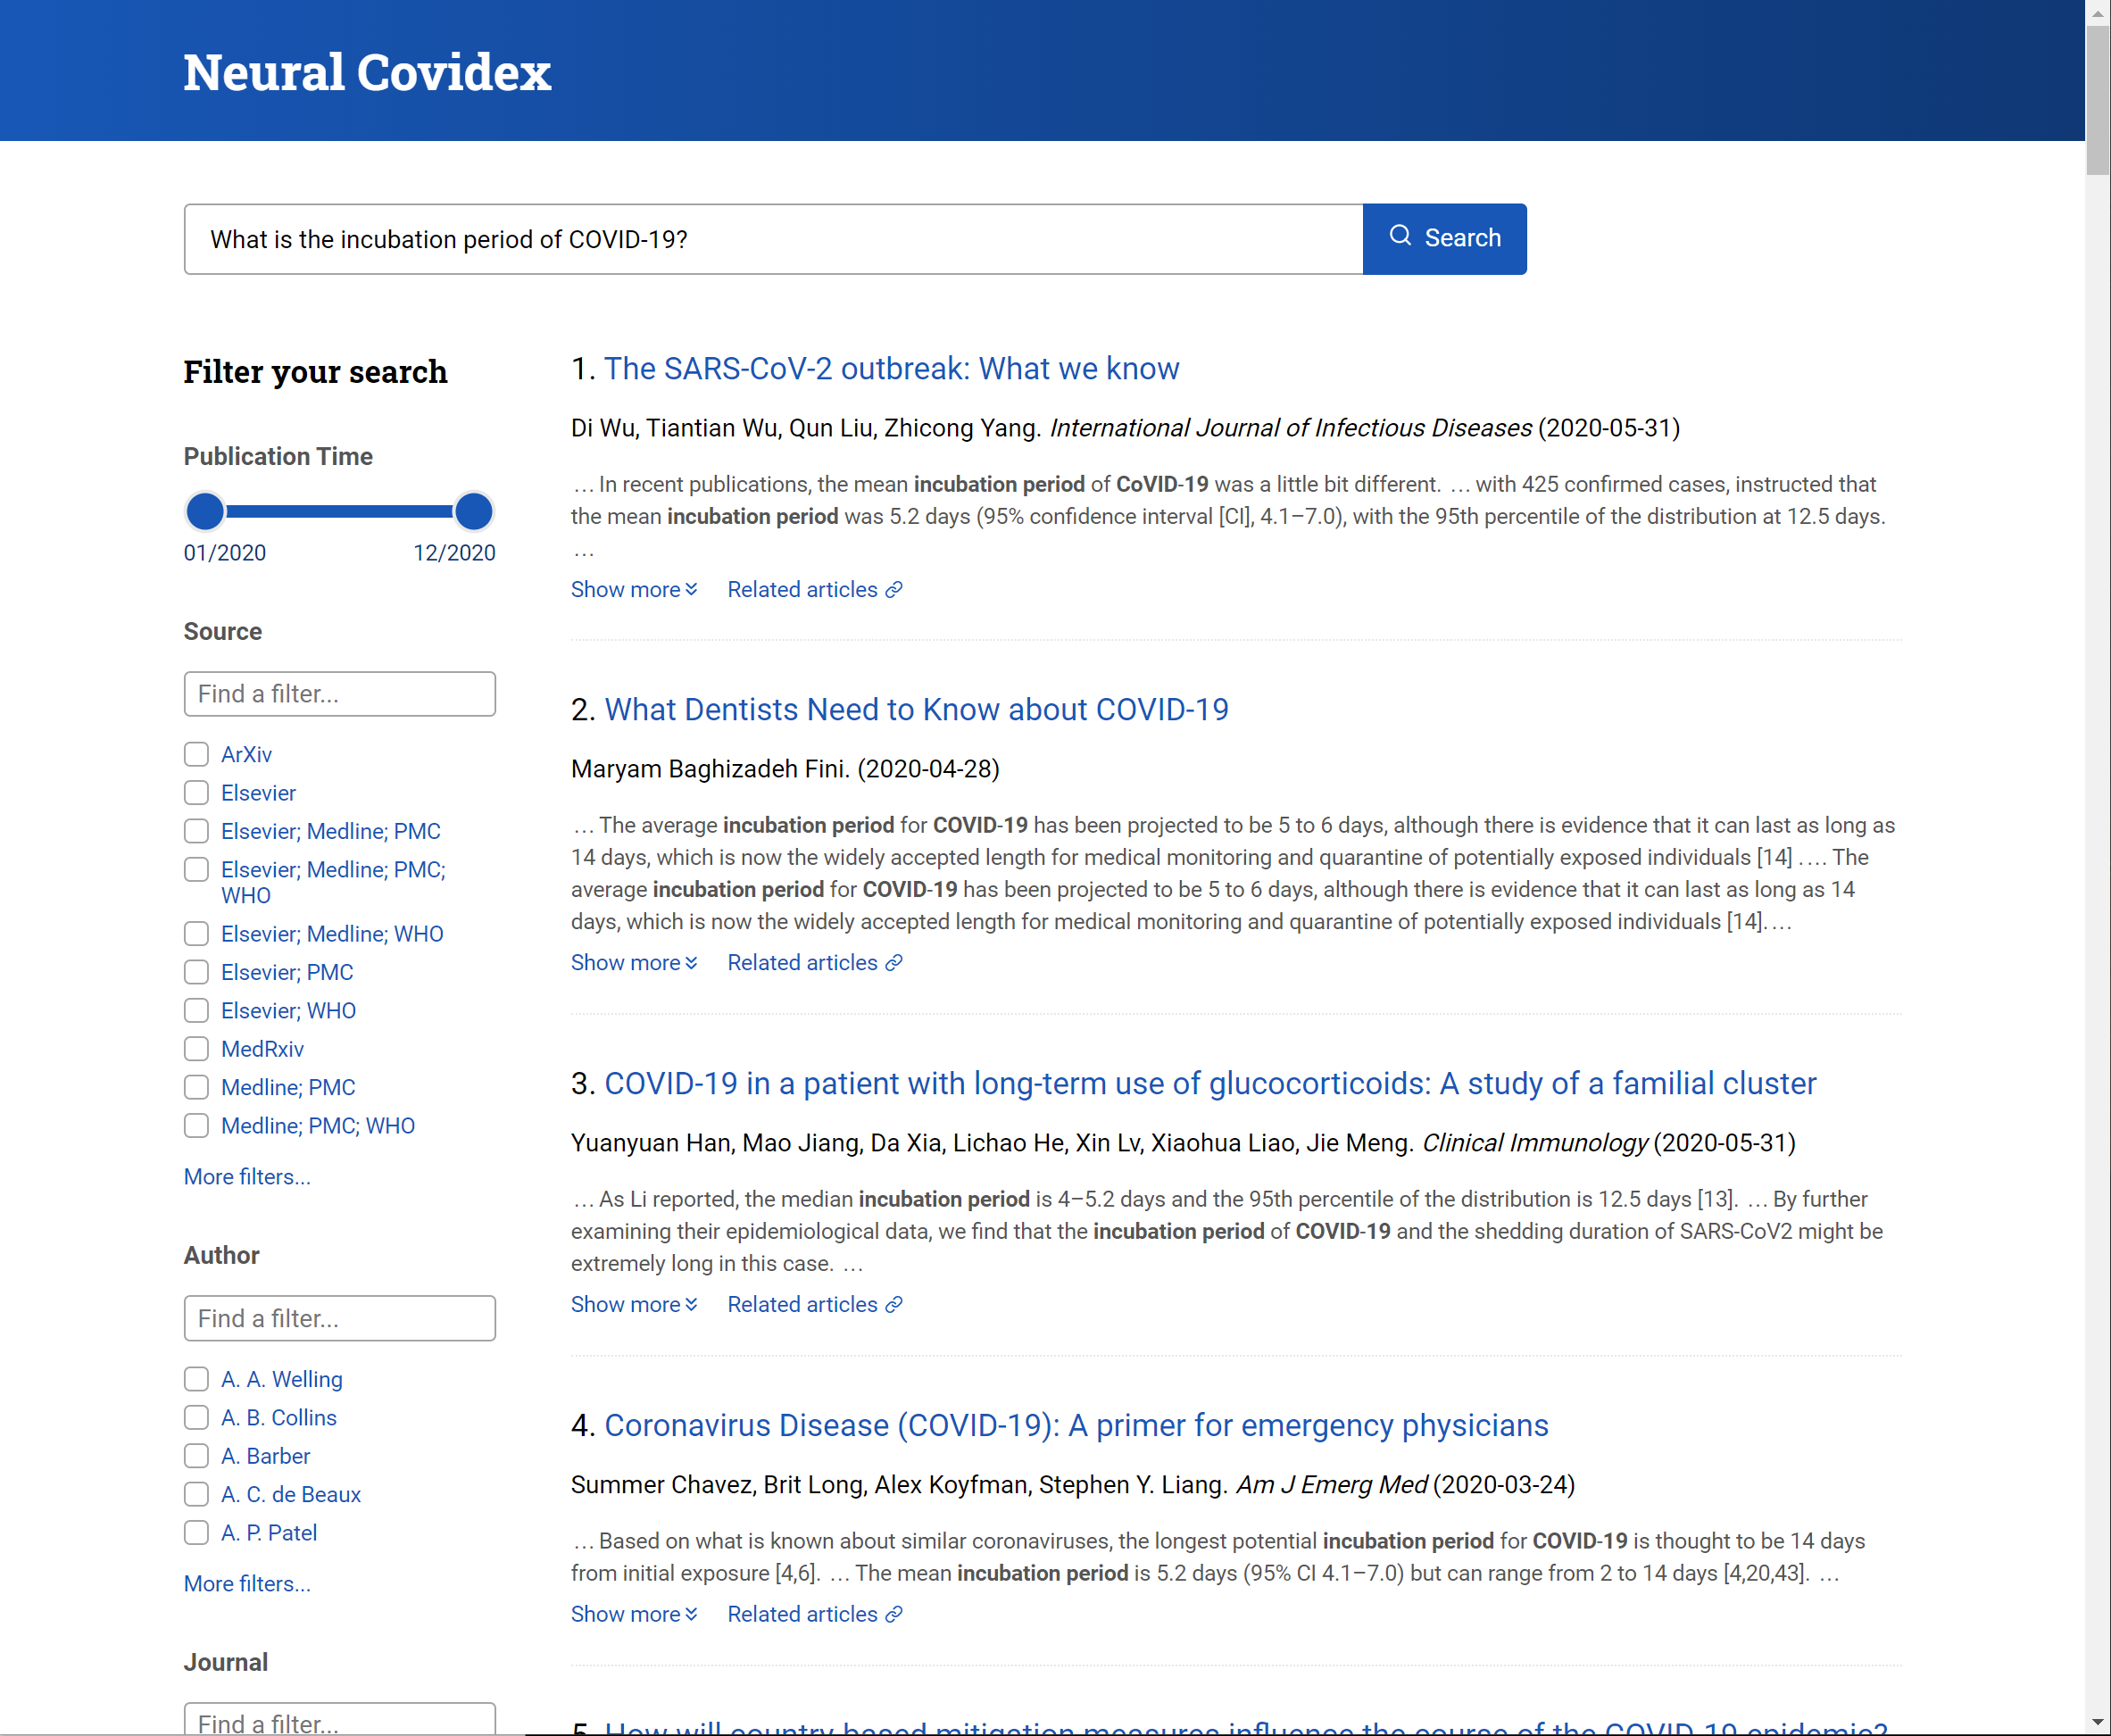 Neural Covidex
What is the incubation period of COVID-19?
Search
Filter your search
Publication Time
01/2020 12/2020
Source
Find a filter...
ArXiv
Elsevier
Elsevier; Medline; PMC
Elsevier; Medline; PMC;
WHO
Elsevier; Medline; WHO
Elsevier; PMC
Elsevier; WHO
MedRxiv
Medline; PMC
Medline; PMC; WHO
More filters...
Author
Find a filter...
A. A. Welling
A. B. Collins
A. Barber
A. C. de Beaux
A. P. Patel
More filters...
Journal
Find a filter...
1. The SARS-CoV-2 outbreak: What we know
Di Wu, Tiantian Wu, Qun Liu, Zhicong Yang. International Journal of Infectious Diseases (2020-05-31)
... In recent publications, the mean incubation period of CoVID-19 was a little bit different. ... with 425 confirmed cases, instructed that
the mean incubation period was 5.2 days (95% confidence interval [CI], 4.1–7.0), with the 95th percentile of the distribution at 12.5 days.
...
Show more Related articles
2. What Dentists Need to Know about COVID-19
Maryam Baghizadeh Fini. (2020-04-28)
... The average incubation period for COVID-19 has been projected to be 5 to 6 days, although there is evidence that it can last as long as
14 days, which is now the widely accepted length for medical monitoring and quarantine of potentially exposed individuals [14] .... The
average incubation period for COVID-19 has been projected to be 5 to 6 days, although there is evidence that it can last as long as 14
days, which is now the widely accepted length for medical monitoring and quarantine of potentially exposed individuals [14]....
Show more Related articles
3. COVID-19 in a patient with long-term use of glucocorticoids: A study of a familial cluster
Yuanyuan Han, Mao Jiang, Da Xia, Lichao He, Xin Lv, Xiaohua Liao, Jie Meng. Clinical Immunology (2020-05-31)
... As Li reported, the median incubation period is 4–5.2 days and the 95th percentile of the distribution is 12.5 days [13]. ... By further
examining their epidemiological data, we find that the incubation period of COVID-19 and the shedding duration of SARS-CoV2 might be
extremely long in this case. ...
Show more Related articles
4. Coronavirus Disease (COVID-19): A primer for emergency physicians
Summer Chavez, Brit Long, Alex Koyfman, Stephen Y. Liang. Am J Emerg Med (2020-03-24)
... Based on what is known about similar coronaviruses, the longest potential incubation period for COVID-19 is thought to be 14 days
from initial exposure [4,6]. ... The mean incubation period is 5.2 days (95% CI 4.1–7.0) but can range from 2 to 14 days [4,20,43]. ...
Show more Related articles
5. How will country-based mitigation measures influence the course of the COVID-19 epidemic?